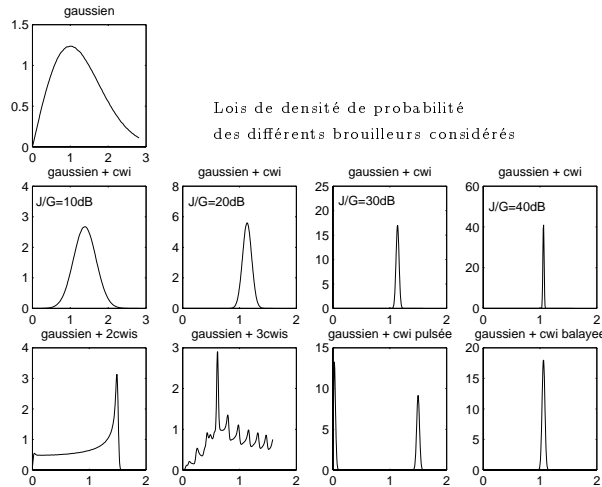 gaussien
1.5
1
0.5
0
0 1 2 3
Lois de densité de probabilité
des différents brouilleurs considérés
gaussien + cwi gaussien + cwi gaussien + cwi gaussien + cwi
J/G=10dB J/G=20dB J/G=30dB J/G=40dB
4 8 25 60
20
3 6
15 40
2 4
10
20
1 2
5
0 0 0 0
0 1 2 0 1 2 0 1 2 0 1 2
gaussien + 2cwis gaussien + 3cwis gaussien + cwi pulsée gaussien + cwi balayee
4 3 15 20
3 15
2 10
2 10
1 5
1 5
0 0 0 0
0 1 2 0 1 2 0 1 2 0 1 2